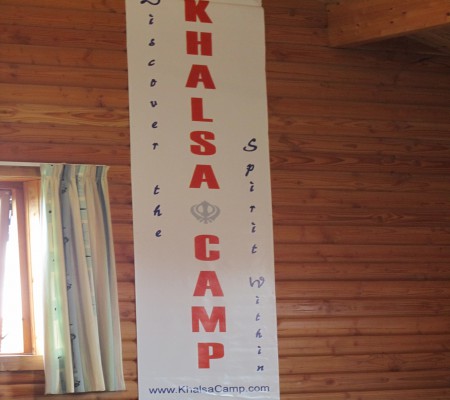 Discover the
KHALSA CAMP
Spirit Within
www.KhalsaCamp.com